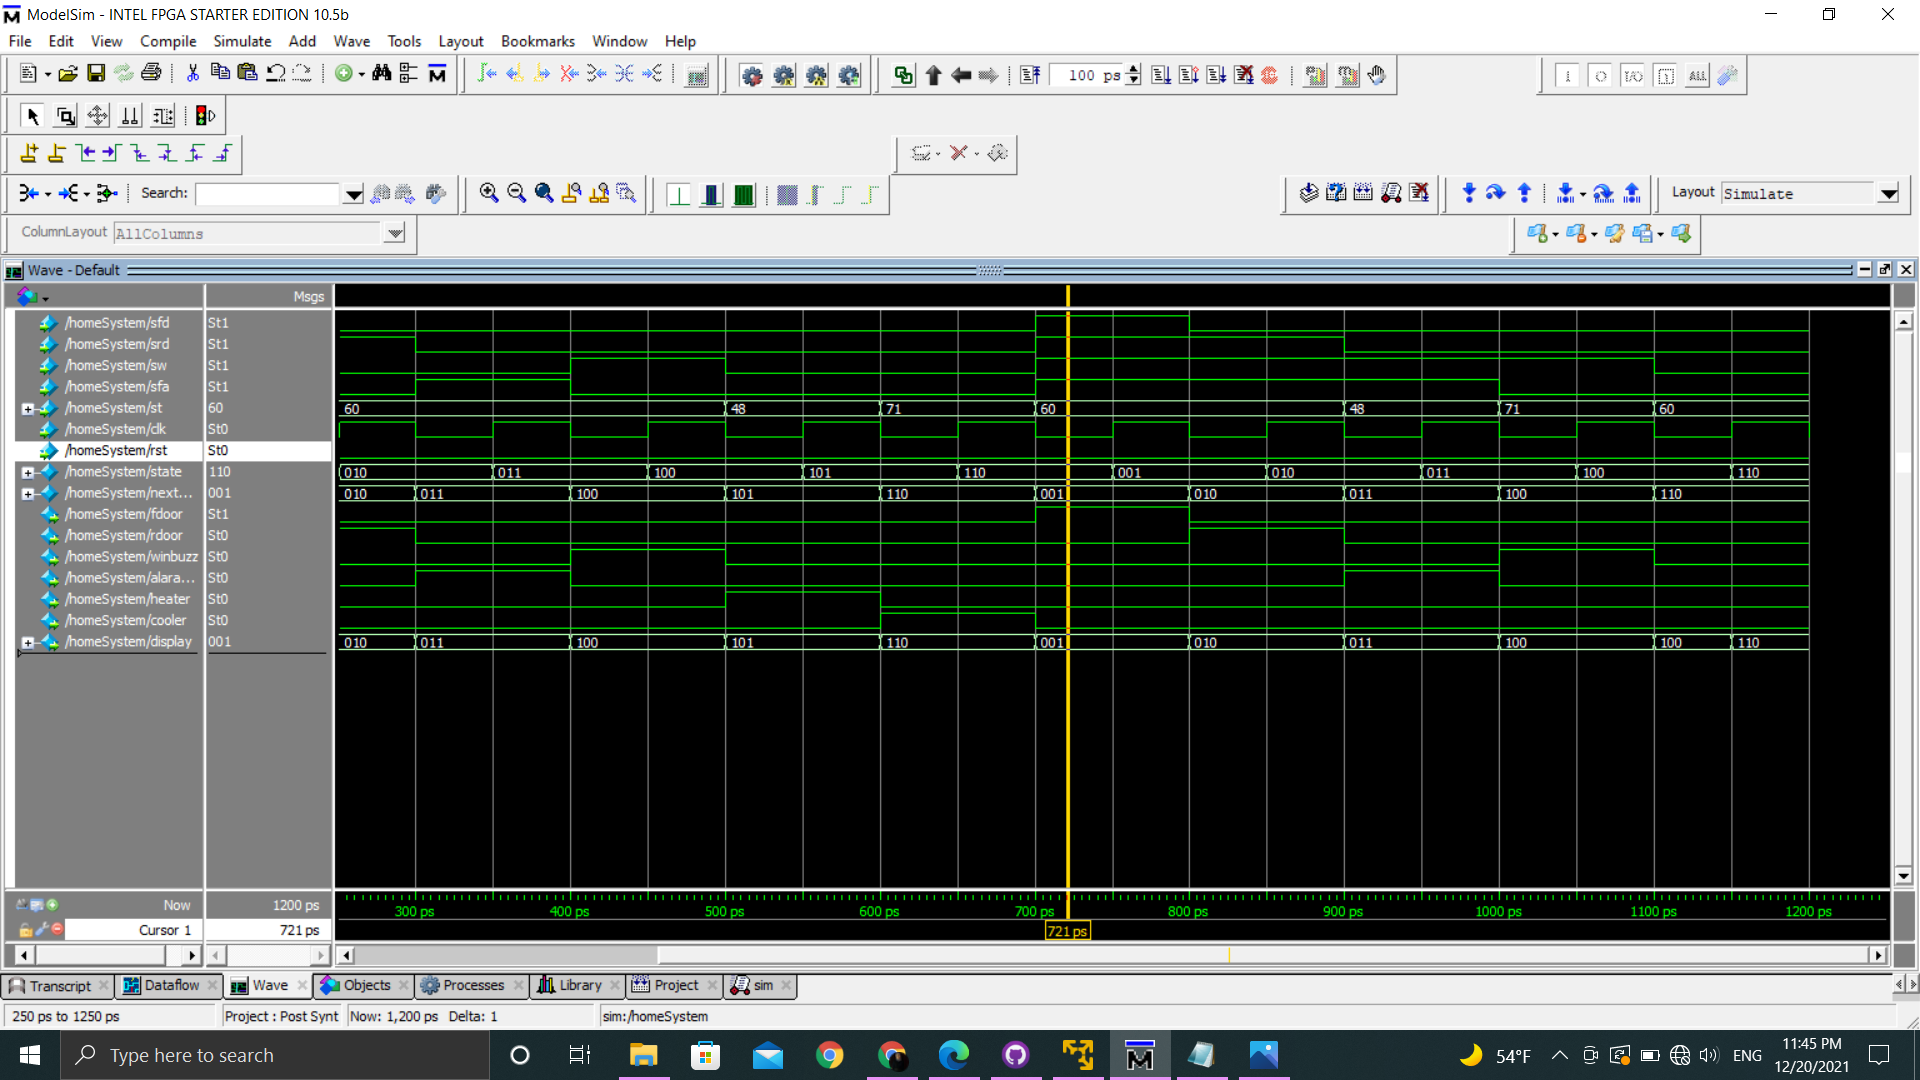 ModelSim - INTEL FPGA STARTER EDITION 10.5b
File Edit View Compile Simulate Add Wave Tools Layout Bookmarks Window Help
100 ps
I O I/O ALL
Search:
Layout Simulate
ColumnLayout AllColumns
Wave - Default
Msgs
/homeSystem/sfd St1
/homeSystem/srd St1
/homeSystem/sw St1
/homeSystem/sfa St1
/homeSystem/st 60 60 48 71 60 48 71 60
/homeSystem/clk St0
/homeSystem/rst St0
/homeSystem/state 110 010 011 100 101 110 001 010 011 100 110
/homeSystem/next... 001 010 011 100 101 110 001 010 011 100 110
/homeSystem/fdoor St1
/homeSystem/rdoor St0
/homeSystem/winbuzz St0
/homeSystem/alara... St0
/homeSystem/heater St0
/homeSystem/cooler St0
/homeSystem/display 001 010 011 100 101 110 001 010 011 100 100 110
Now 1200 ps 300 ps 400 ps 500 ps 600 ps 700 ps 800 ps 900 ps 1000 ps 1100 ps 1200 ps
Cursor 1 721 ps 721 ps
Transcript Dataflow Wave Objects Processes Library Project sim
250 ps to 1250 ps Project : Post Synt Now: 1,200 ps Delta: 1 sim:/homeSystem
Type here to search 54°F ENG 11:45 PM
12/20/2021